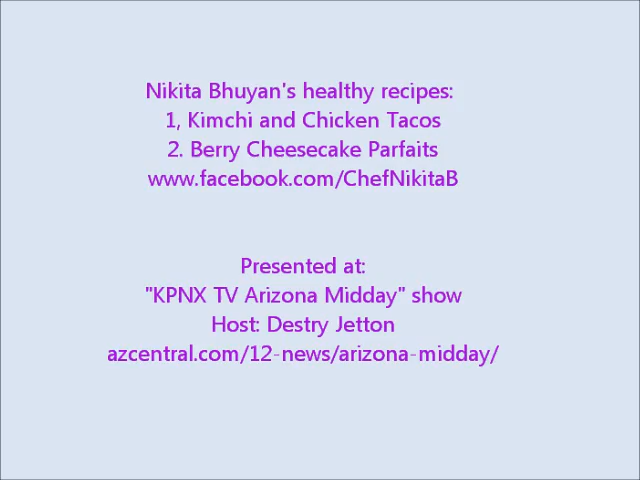 Nikita Bhuyan's healthy recipes:
1, Kimchi and Chicken Tacos
2. Berry Cheesecake Parfaits
www.facebook.com/ChefNikitaB
Presented at:
"KPNX TV Arizona Midday" show
Host: Destry Jetton
azcentral.com/12-news/arizona-midday/